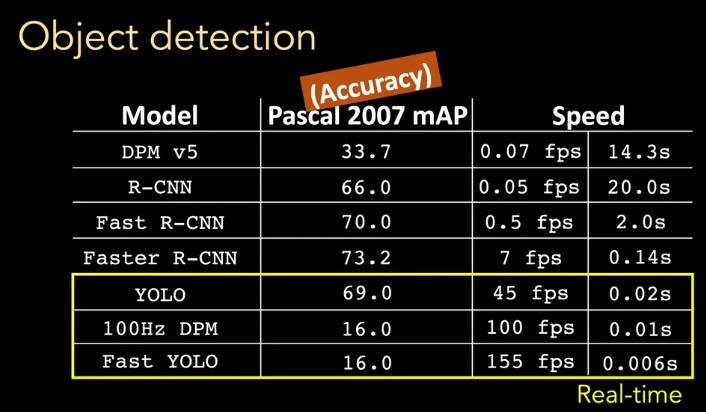 Object detection
(Accuracy)
Model Pascal 2007 mAP Speed
DPM v5 33.7 0.07 fps 14.3s
R-CNN 66.0 0.05 fps 20.0s
Fast R-CNN 70.0 0.5 fps 2.0s
Faster R-CNN 73.2 7 fps 0.14s
YOLO 69.0 45 fps 0.02s
100Hz DPM 16.0 100 fps 0.01s
Fast YOLO 16.0 155 fps 0.006s
Real-time